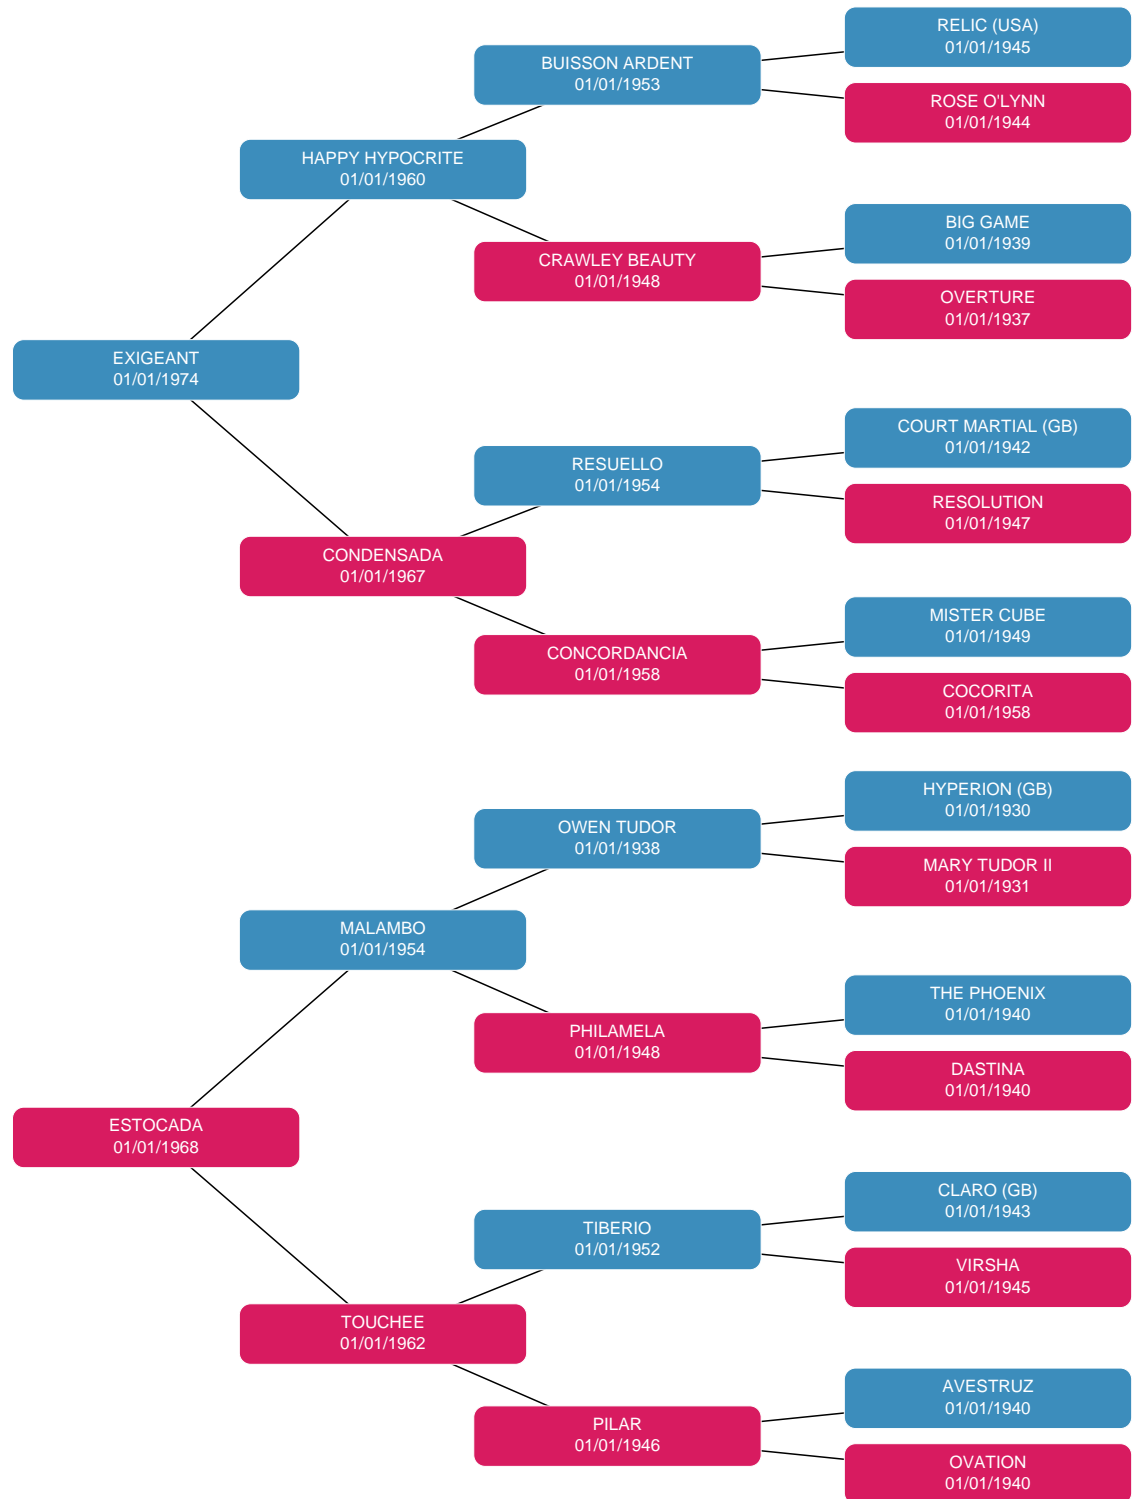 RELIC (USA)
01/01/1945
BUISSON ARDENT
01/01/1953
ROSE O'LYNN
01/01/1944
HAPPY HYPOCRITE
01/01/1960
BIG GAME
01/01/1939
CRAWLEY BEAUTY
01/01/1948
OVERTURE
01/01/1937
EXIGEANT
01/01/1974
COURT MARTIAL (GB)
01/01/1942
RESUELLO
01/01/1954
RESOLUTION
01/01/1947
CONDENSADA
01/01/1967
MISTER CUBE
01/01/1949
CONCORDANCIA
01/01/1958
COCORITA
01/01/1958
HYPERION (GB)
01/01/1930
OWEN TUDOR
01/01/1938
MARY TUDOR II
01/01/1931
MALAMBO
01/01/1954
THE PHOENIX
01/01/1940
PHILAMELA
01/01/1948
DASTINA
01/01/1940
ESTOCADA
01/01/1968
CLARO (GB)
01/01/1943
TIBERIO
01/01/1952
VIRSHA
01/01/1945
TOUCHEE
01/01/1962
AVESTRUZ
01/01/1940
PILAR
01/01/1946
OVATION
01/01/1940